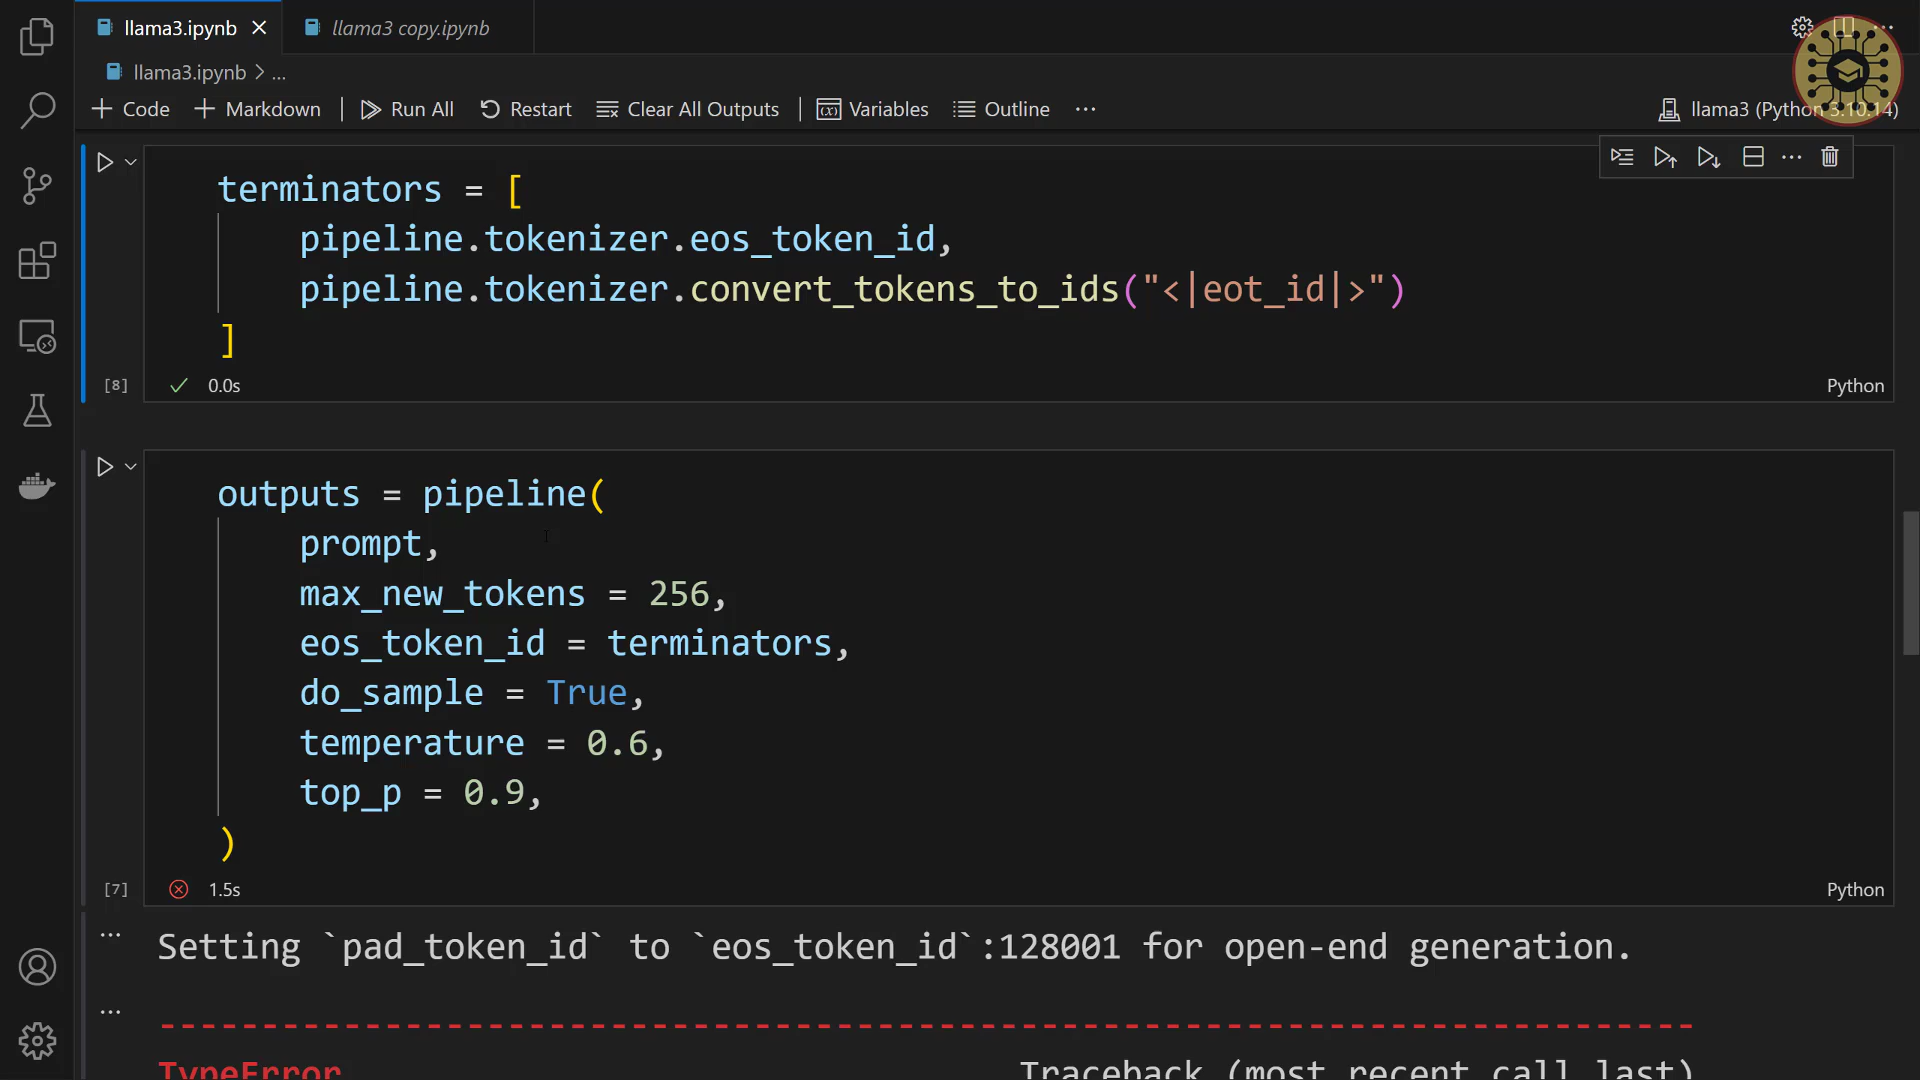 llama3.ipynb
llama3 copy.ipynb
llama3.ipynb > ...
+ Code + Markdown Run All Restart Clear All Outputs Variables Outline ... llama3 (Python 3.10.14)
terminators = [
pipeline.tokenizer.eos_token_id,
pipeline.tokenizer.convert_tokens_to_ids("<|eot_id|>")
]
[8] 0.0s Python
outputs = pipeline(
prompt,
max_new_tokens = 256,
eos_token_id = terminators,
do_sample = True,
temperature = 0.6,
top_p = 0.9,
)
[7] 1.5s Python
Setting `pad_token_id` to `eos_token_id`:128001 for open-end generation.
---------------------------------------------------------------------------
TypeError Traceback (most recent call last)